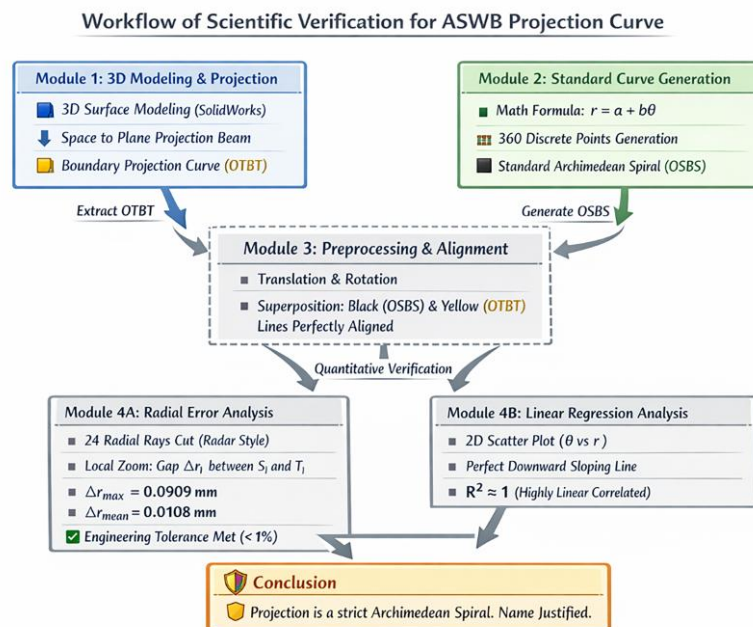 Workflow of Scientific Verification for ASWB Projection Curve
Module 1: 3D Modeling & Projection
3D Surface Modeling (SolidWorks)
Space to Plane Projection Beam
Boundary Projection Curve (OTBT)
Module 2: Standard Curve Generation
Math Formula: r = a + bθ
360 Discrete Points Generation
Standard Archimedean Spiral (OSBS)
Extract OTBT
Generate OSBS
Module 3: Preprocessing & Alignment
Translation & Rotation
Superposition: Black (OSBS) & Yellow (OTBT)
Lines Perfectly Aligned
Quantitative Verification
Module 4A: Radial Error Analysis
24 Radial Rays Cut (Radar Style)
Local Zoom: Gap Δr_l between S_l and T_l
Δr_max = 0.0909 mm
Δr_mean = 0.0108 mm
Engineering Tolerance Met (< 1%)
Module 4B: Linear Regression Analysis
2D Scatter Plot (θ vs r)
Perfect Downward Sloping Line
R² ≈ 1 (Highly Linear Correlated)
Conclusion
Projection is a strict Archimedean Spiral. Name Justified.